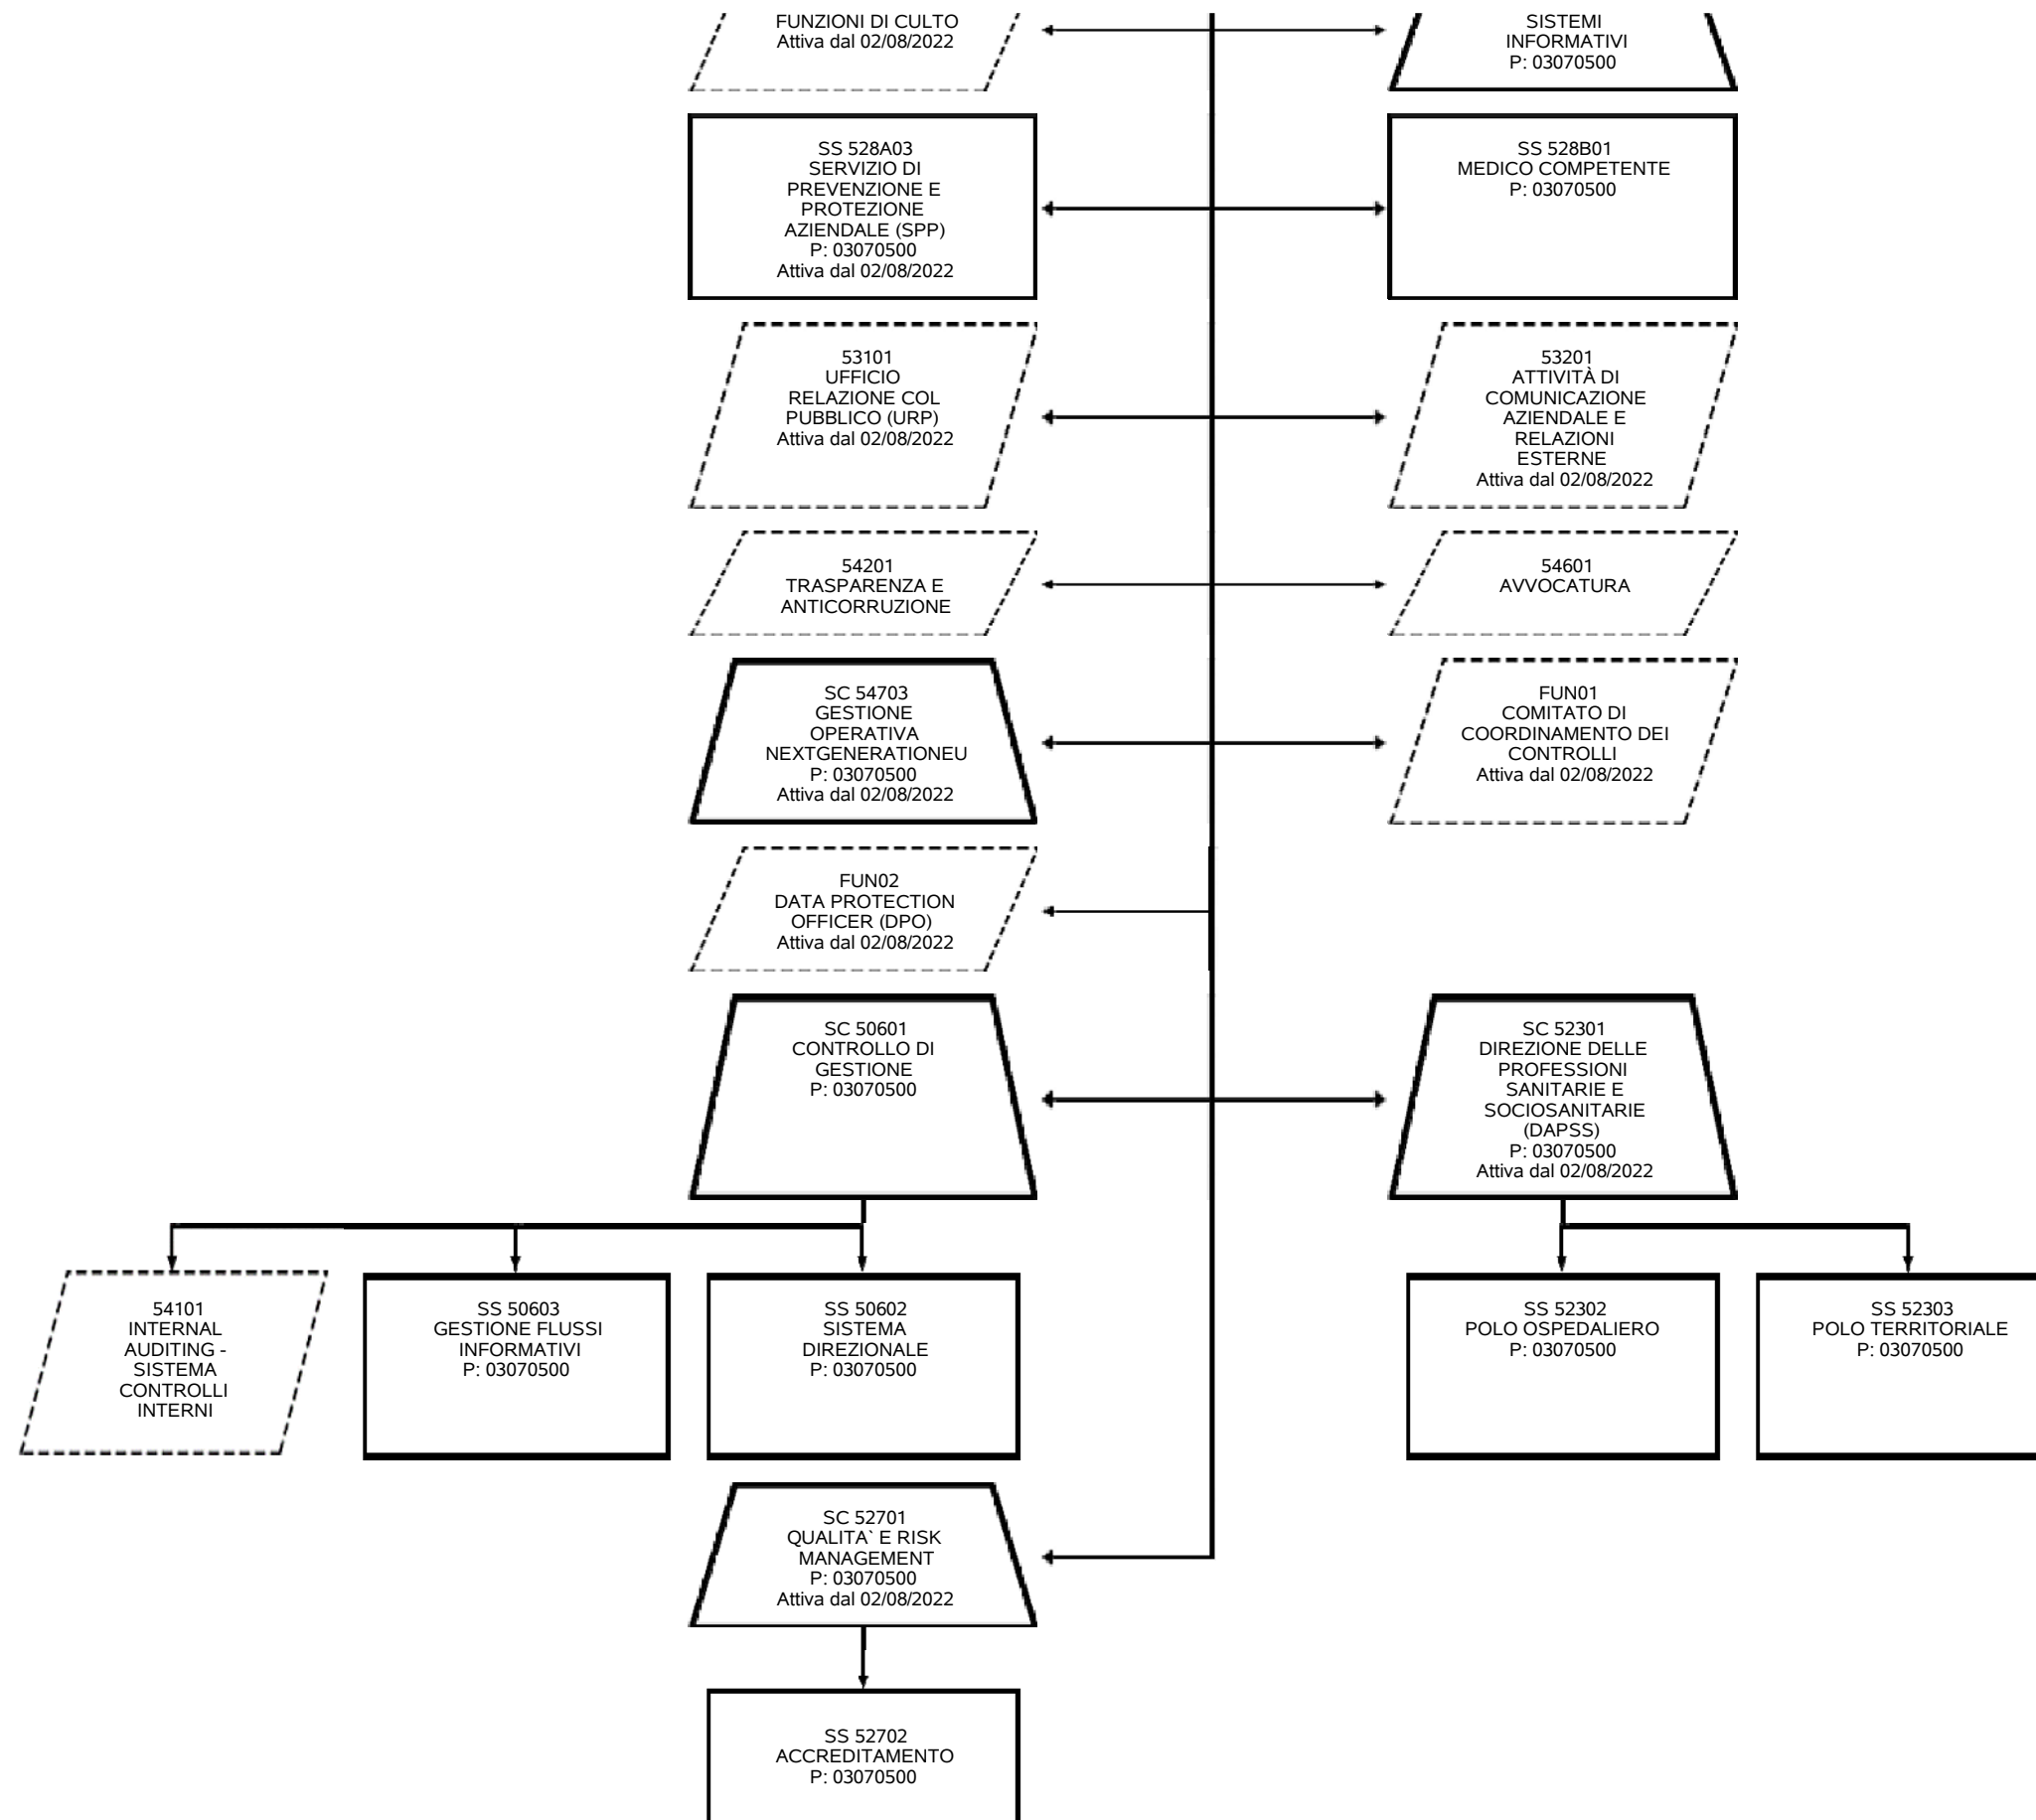 FUNZIONI DI CULTO
Attiva dal 02/08/2022
SISTEMI
INFORMATIVI
P: 03070500
SS 528A03
SERVIZIO DI
PREVENZIONE E
PROTEZIONE
AZIENDALE (SPP)
P: 03070500
Attiva dal 02/08/2022
SS 528B01
MEDICO COMPETENTE
P: 03070500
53101
UFFICIO
RELAZIONE COL
PUBBLICO (URP)
Attiva dal 02/08/2022
53201
ATTIVITÀ DI
COMUNICAZIONE
AZIENDALE E
RELAZIONI
ESTERNE
Attiva dal 02/08/2022
54201
TRASPARENZA E
ANTICORRUZIONE
54601
AVVOCATURA
SC 54703
GESTIONE
OPERATIVA
NEXTGENERATIONEU
P: 03070500
Attiva dal 02/08/2022
FUN01
COMITATO DI
COORDINAMENTO DEI
CONTROLLI
Attiva dal 02/08/2022
FUN02
DATA PROTECTION
OFFICER (DPO)
Attiva dal 02/08/2022
SC 50601
CONTROLLO DI
GESTIONE
P: 03070500
SC 52301
DIREZIONE DELLE
PROFESSIONI
SANITARIE E
SOCIOSANITARIE
(DAPSS)
P: 03070500
Attiva dal 02/08/2022
54101
INTERNAL
AUDITING -
SISTEMA
CONTROLLI
INTERNI
SS 50603
GESTIONE FLUSSI
INFORMATIVI
P: 03070500
SS 50602
SISTEMA
DIREZIONALE
P: 03070500
SS 52302
POLO OSPEDALIERO
P: 03070500
SS 52303
POLO TERRITORIALE
P: 03070500
SC 52701
QUALITA` E RISK
MANAGEMENT
P: 03070500
Attiva dal 02/08/2022
SS 52702
ACCREDITAMENTO
P: 03070500